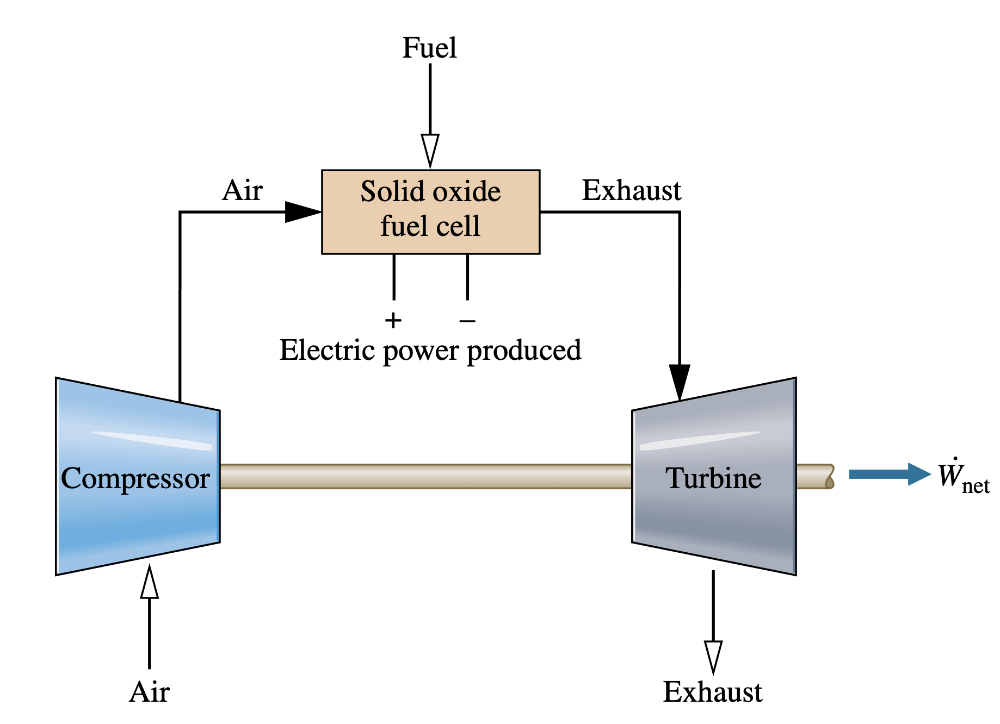 Fuel
Air
Solid oxide
fuel cell
Exhaust
+ −
Electric power produced
Compressor
Turbine
Ẇnet
Air
Exhaust